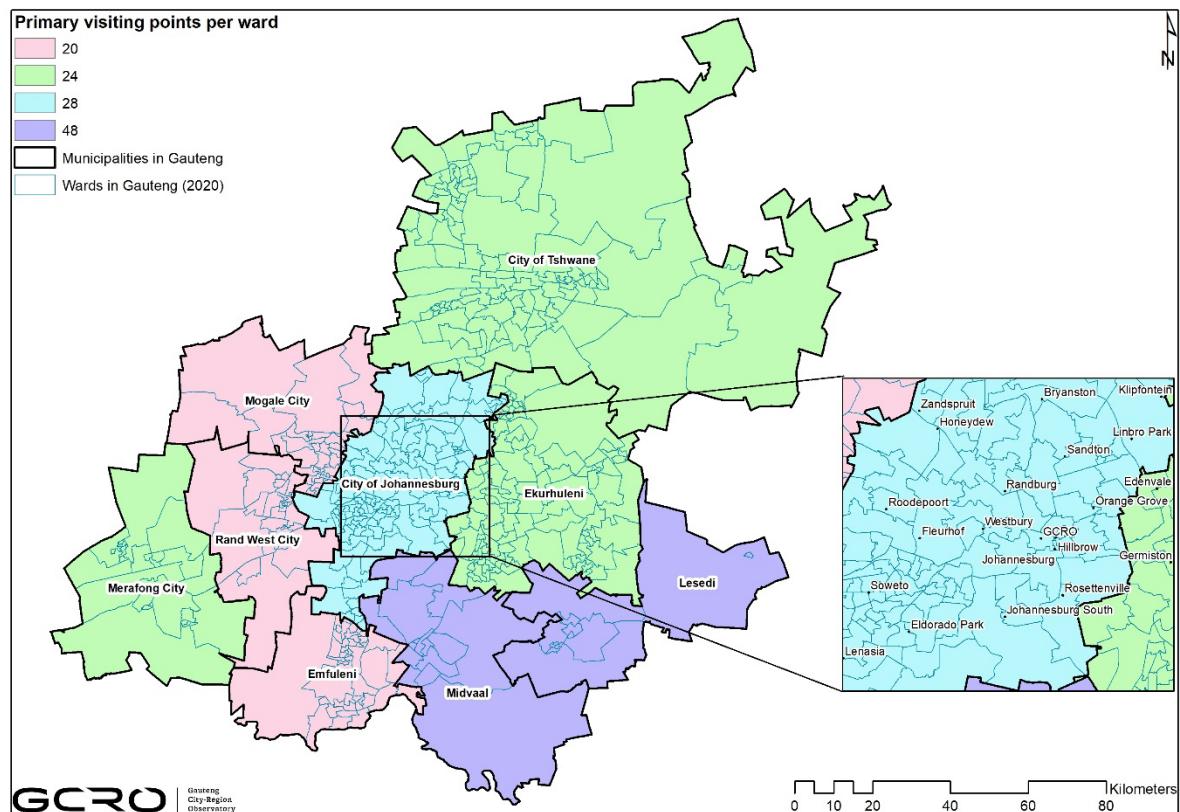 Primary visiting points per ward
20
24
28
48
Municipalities in Gauteng
Wards in Gauteng (2020)
N
City of Tshwane
Mogale City
City of Johannesburg
Ekurhuleni
Rand West City
Merafong City
Lesedi
Emfuleni
Midvaal
Bryanston
Klipfontein
Zandspruit
Honeydew
Linbro Park
Sandton
Randburg
Edenvale
Roodepoort
Orange Grove
Westbury
Fleurhof
GCRO
Hillbrow
Johannesburg
Germiston
Soweto
Rosettenville
Johannesburg South
Eldorado Park
Lenasia
GCRO
Gauteng
City-Region
Observatory
Kilometers
0 10 20 40 60 80